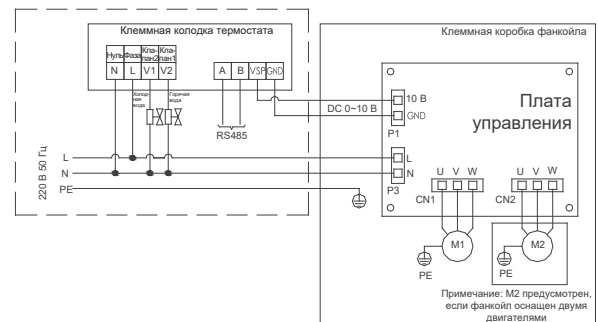 Клеммная колодка термостата
Нуль Фаза Кла-пан2 Кла-пан1
N L V1 V2
A B VSP GND
Холод-ная вода
Горячая вода
RS485
DC 0~10 В
220 В 50 Гц
L
N
PE
Клеммная коробка фанкойла
10 В
GND
P1
Плата
управления
L
N
P3
U V W
CN1
U V W
CN2
M1
M2
PE
PE
Примечание: M2 предусмотрен,
если фанкойл оснащен двумя
двигателями